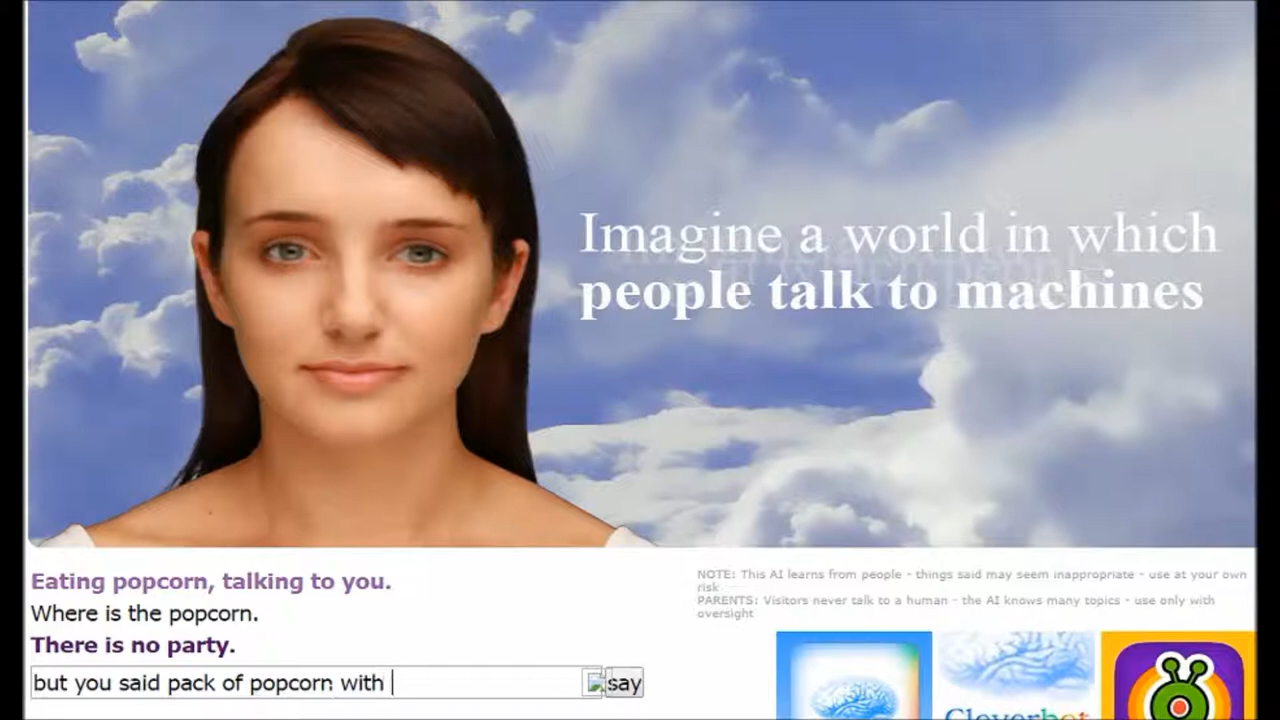 Imagine a world in which
people talk to machines
Eating popcorn, talking to you.
Where is the popcorn.
There is no party.
but you said pack of popcorn with
say
NOTE: This AI learns from people - things said may seem inappropriate - use at your own
risk
PARENTS: Visitors never talk to a human - the AI knows many topics - use only with
oversight
Cleverbot